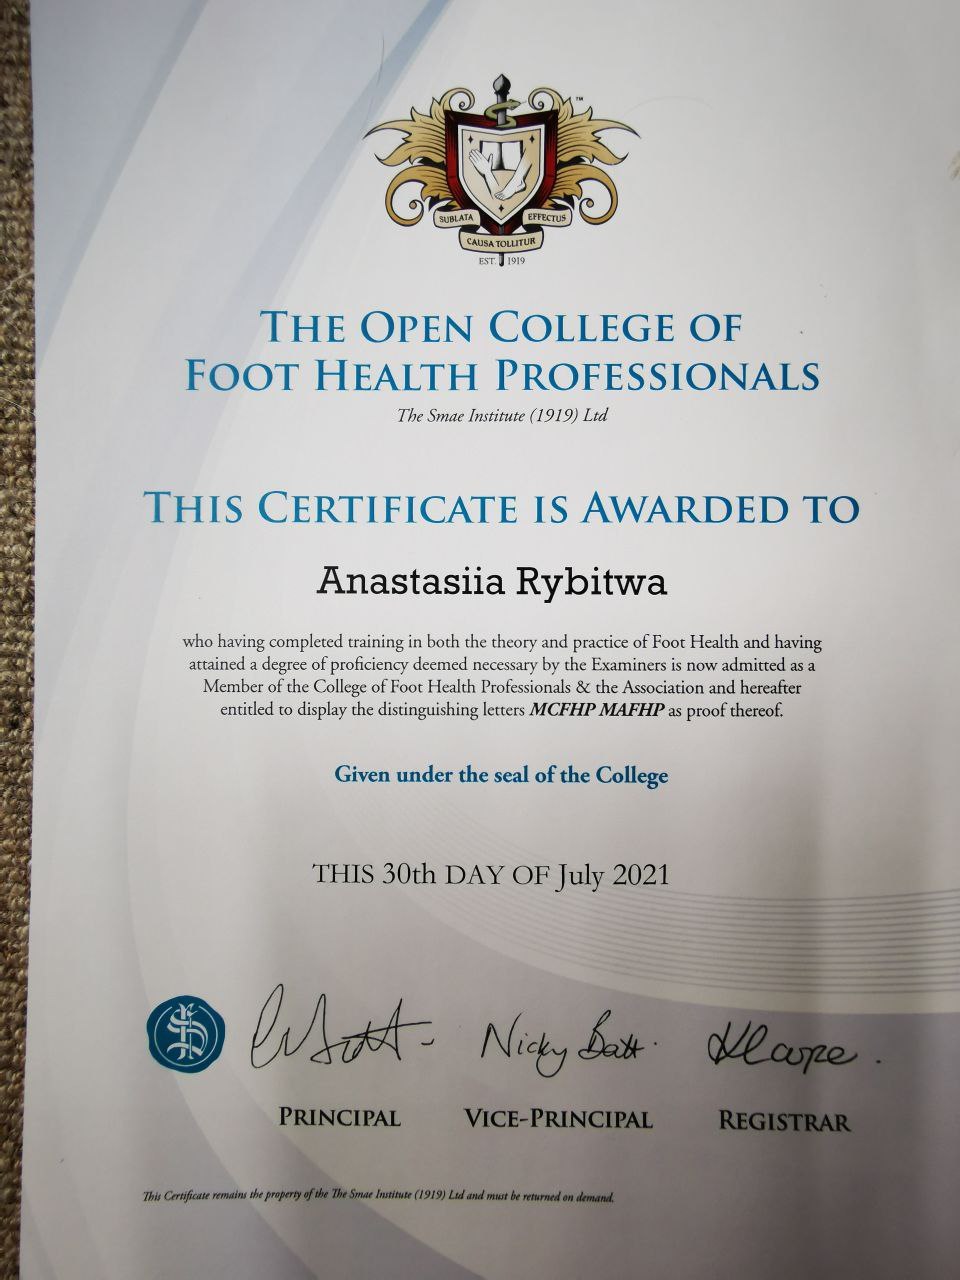 ™
SUBLATA
EFFECTUS
CAUSA TOLLITUR
EST. 1919
THE OPEN COLLEGE OF
FOOT HEALTH PROFESSIONALS
The Smae Institute (1919) Ltd
THIS CERTIFICATE IS AWARDED TO
Anastasiia Rybitwa
who having completed training in both the theory and practice of Foot Health and having
attained a degree of proficiency deemed necessary by the Examiners is now admitted as a
Member of the College of Foot Health Professionals & the Association and hereafter
entitled to display the distinguishing letters MCFHP MAFHP as proof thereof.
Given under the seal of the College
THIS 30th DAY OF July 2021
Nicky Batt.
PRINCIPAL
VICE-PRINCIPAL
REGISTRAR
This Certificate remains the property of the The Smae Institute (1919) Ltd and must be returned on demand.